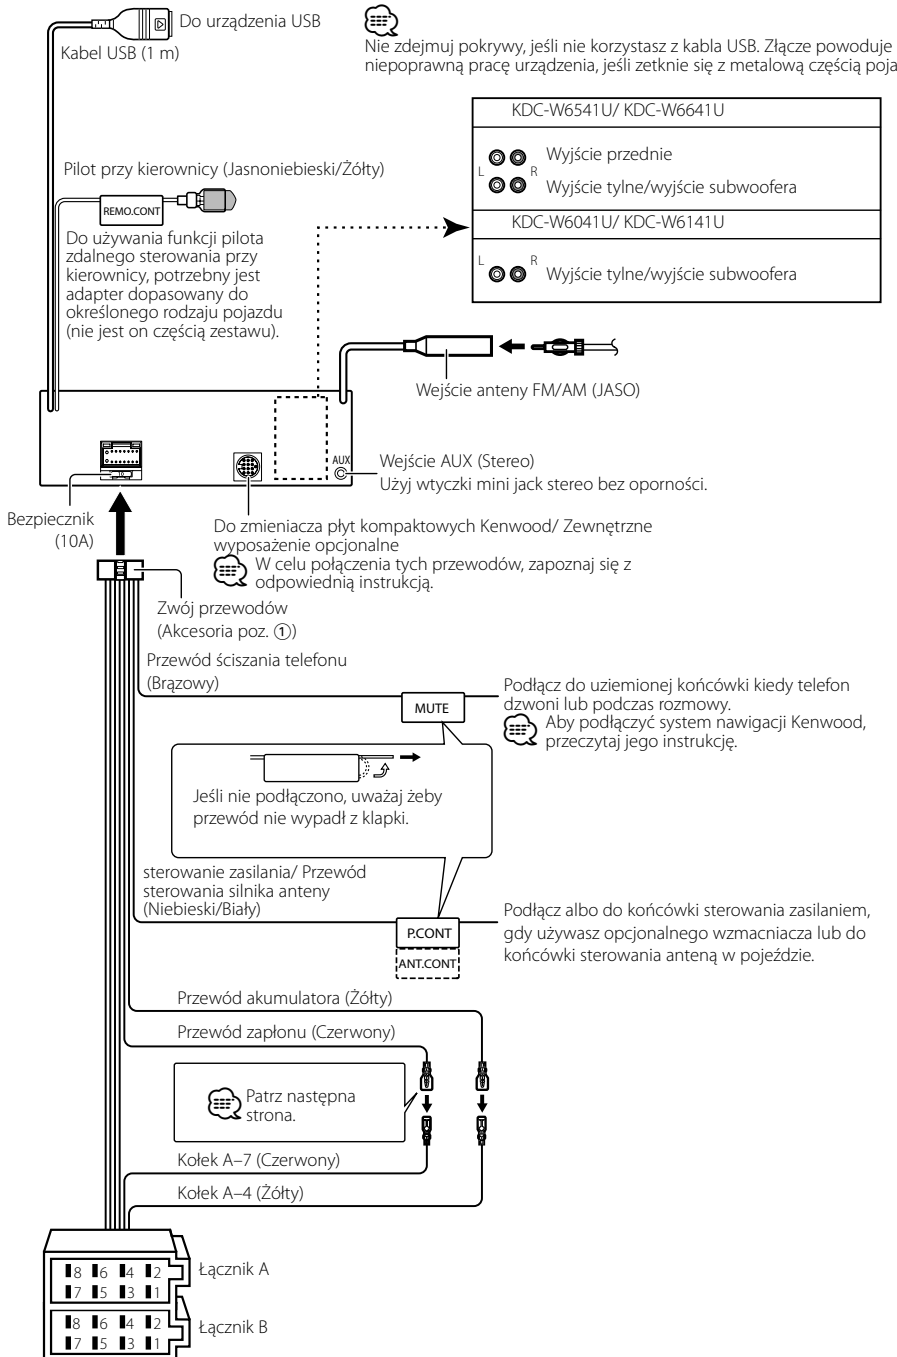 Do urządzenia USB
Kabel USB (1 m)
Nie zdejmuj pokrywy, jeśli nie korzystasz z kabla USB. Złącze powoduje
niepoprawną pracę urządzenia, jeśli zetknie się z metalową częścią poja
KDC-W6541U/ KDC-W6641U
L
R
Wyjście przednie
Wyjście tylne/wyjście subwoofera
KDC-W6041U/ KDC-W6141U
L
R
Wyjście tylne/wyjście subwoofera
Pilot przy kierownicy (Jasnoniebieski/Żółty)
REMO.CONT
Do używania funkcji pilota
zdalnego sterowania przy
kierownicy, potrzebny jest
adapter dopasowany do
określonego rodzaju pojazdu
(nie jest on częścią zestawu).
Wejście anteny FM/AM (JASO)
AUX
Wejście AUX (Stereo)
Użyj wtyczki mini jack stereo bez oporności.
Bezpiecznik
(10A)
Do zmieniacza płyt kompaktowych Kenwood/ Zewnętrzne
wyposażenie opcjonalne
W celu połączenia tych przewodów, zapoznaj się z
odpowiednią instrukcją.
Zwój przewodów
(Akcesoria poz. ①)
Przewód ściszania telefonu
(Brązowy)
MUTE
Podłącz do uziemionej końcówki kiedy telefon
dzwoni lub podczas rozmowy.
Aby podłączyć system nawigacji Kenwood,
przeczytaj jego instrukcję.
Jeśli nie podłączono, uważaj żeby
przewód nie wypadł z klapki.
sterowanie zasilania/ Przewód
sterowania silnika anteny
(Niebieski/Biały)
P.CONT
ANT.CONT
Podłącz albo do końcówki sterowania zasilaniem,
gdy używasz opcjonalnego wzmacniacza lub do
końcówki sterowania anteną w pojeździe.
Przewód akumulatora (Żółty)
Przewód zapłonu (Czerwony)
Patrz następna
strona.
Kołek A–7 (Czerwony)
Kołek A–4 (Żółty)
8 6 4 2
7 5 3 1
Łącznik A
8 6 4 2
7 5 3 1
Łącznik B